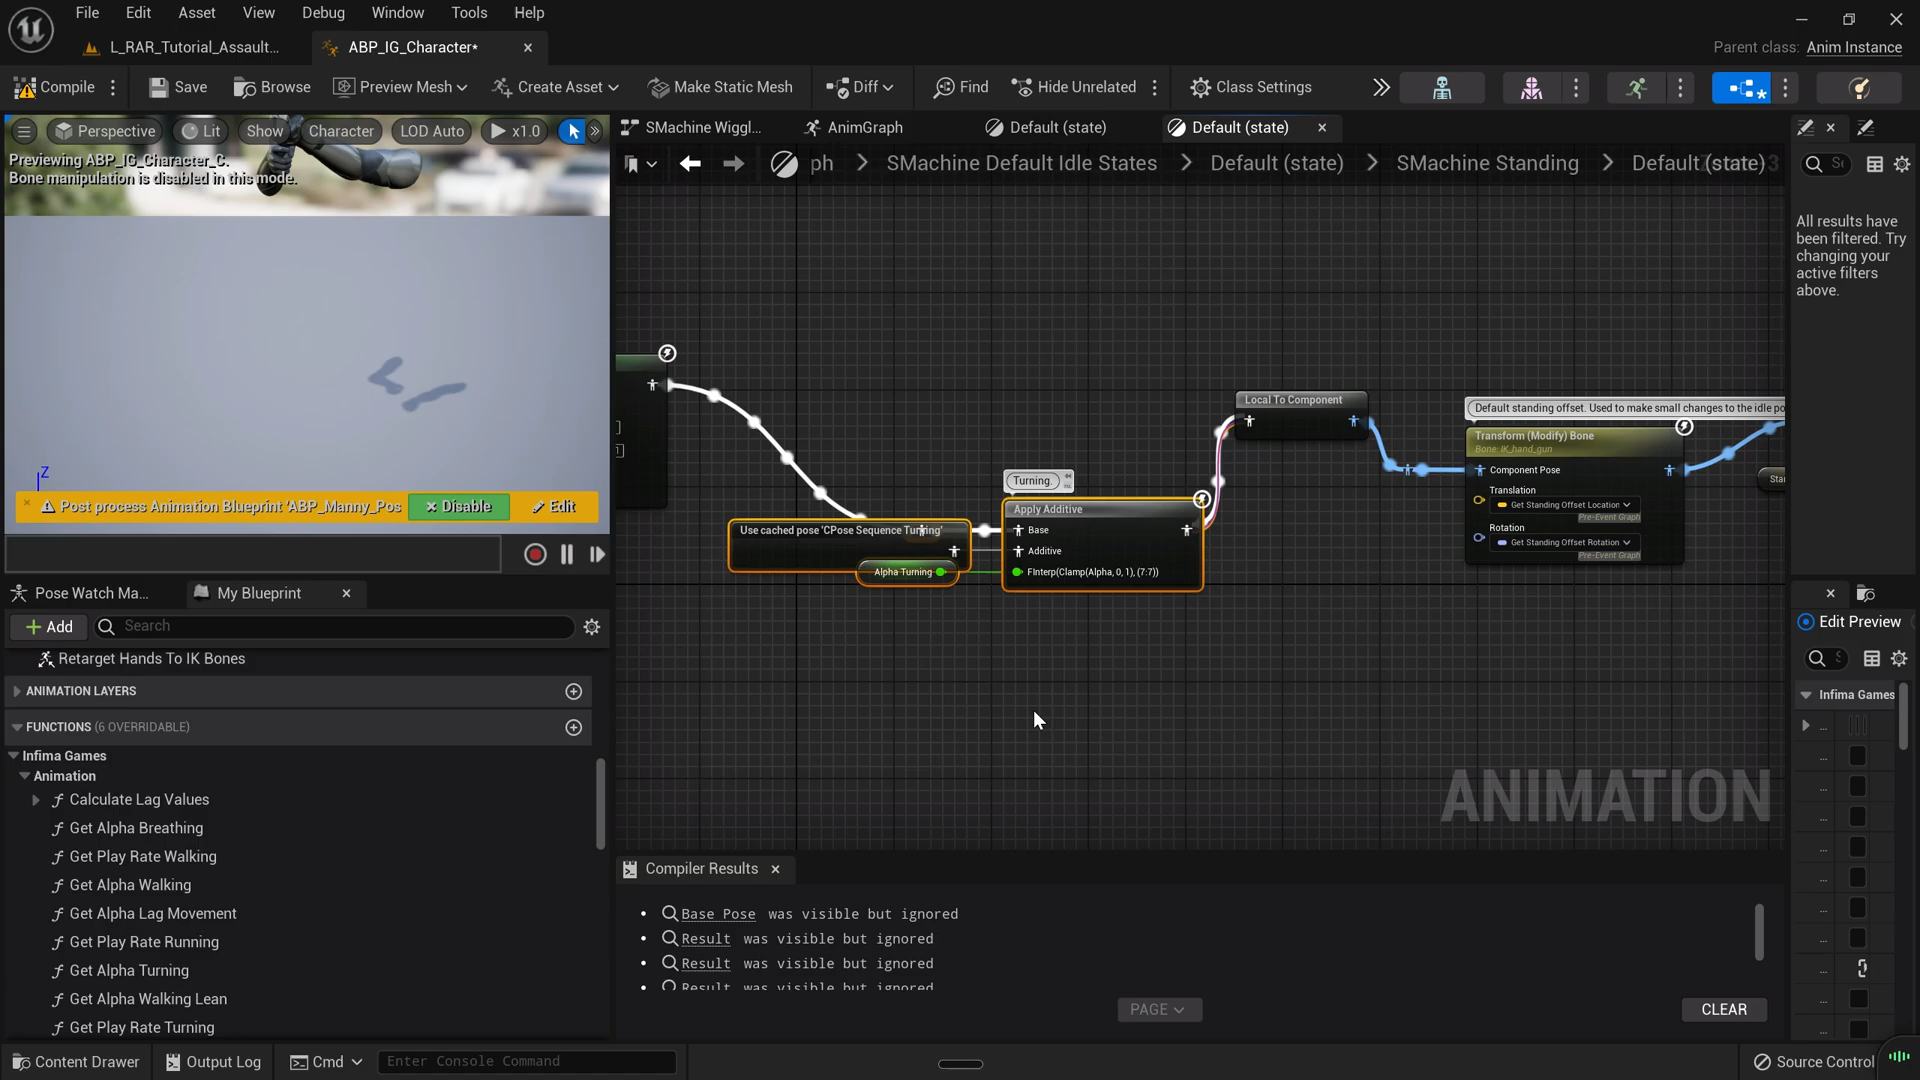 File Edit Asset View Debug Window Tools Help
L_RAR_Tutorial_Assault...
ABP_IG_Character*
Parent class: Anim Instance
Compile Save Browse Preview Mesh Create Asset Make Static Mesh Diff Find Hide Unrelated Class Settings
Perspective Lit Show Character LOD Auto x1.0
Previewing ABP_IG_Character_C.
Bone manipulation is disabled in this mode.
Z
Post process Animation Blueprint 'ABP_Manny_Pos Disable Edit
SMachine Wiggl... AnimGraph Default (state) Default (state)
ph > SMachine Default Idle States > Default (state) > SMachine Standing > Default (state)
Use cached pose 'CPose Sequence Turning'
Alpha Turning
Turning.
Apply Additive
Base
Additive
FInterp(Clamp(Alpha, 0, 1), (7:7))
Local To Component
Default standing offset. Used to make small changes to the idle po
Transform (Modify) Bone
Bone: IK_hand_gun
Component Pose
Translation
Get Standing Offset Location
Pre-Event Graph
Rotation
Get Standing Offset Rotation
Pre-Event Graph
Sta
ANIMATION
All results have
been filtered. Try
changing your
active filters
above.
Edit Preview
Infima Games
Pose Watch Ma... My Blueprint
Add Search
Retarget Hands To IK Bones
ANIMATION LAYERS
FUNCTIONS (6 OVERRIDABLE)
Infima Games
Animation
Calculate Lag Values
Get Alpha Breathing
Get Play Rate Walking
Get Alpha Walking
Get Alpha Lag Movement
Get Play Rate Running
Get Alpha Turning
Get Alpha Walking Lean
Get Play Rate Turning
Compiler Results
Base Pose was visible but ignored
Result was visible but ignored
Result was visible but ignored
Result was visible but ignored
PAGE CLEAR
Content Drawer Output Log Cmd Enter Console Command Source Control